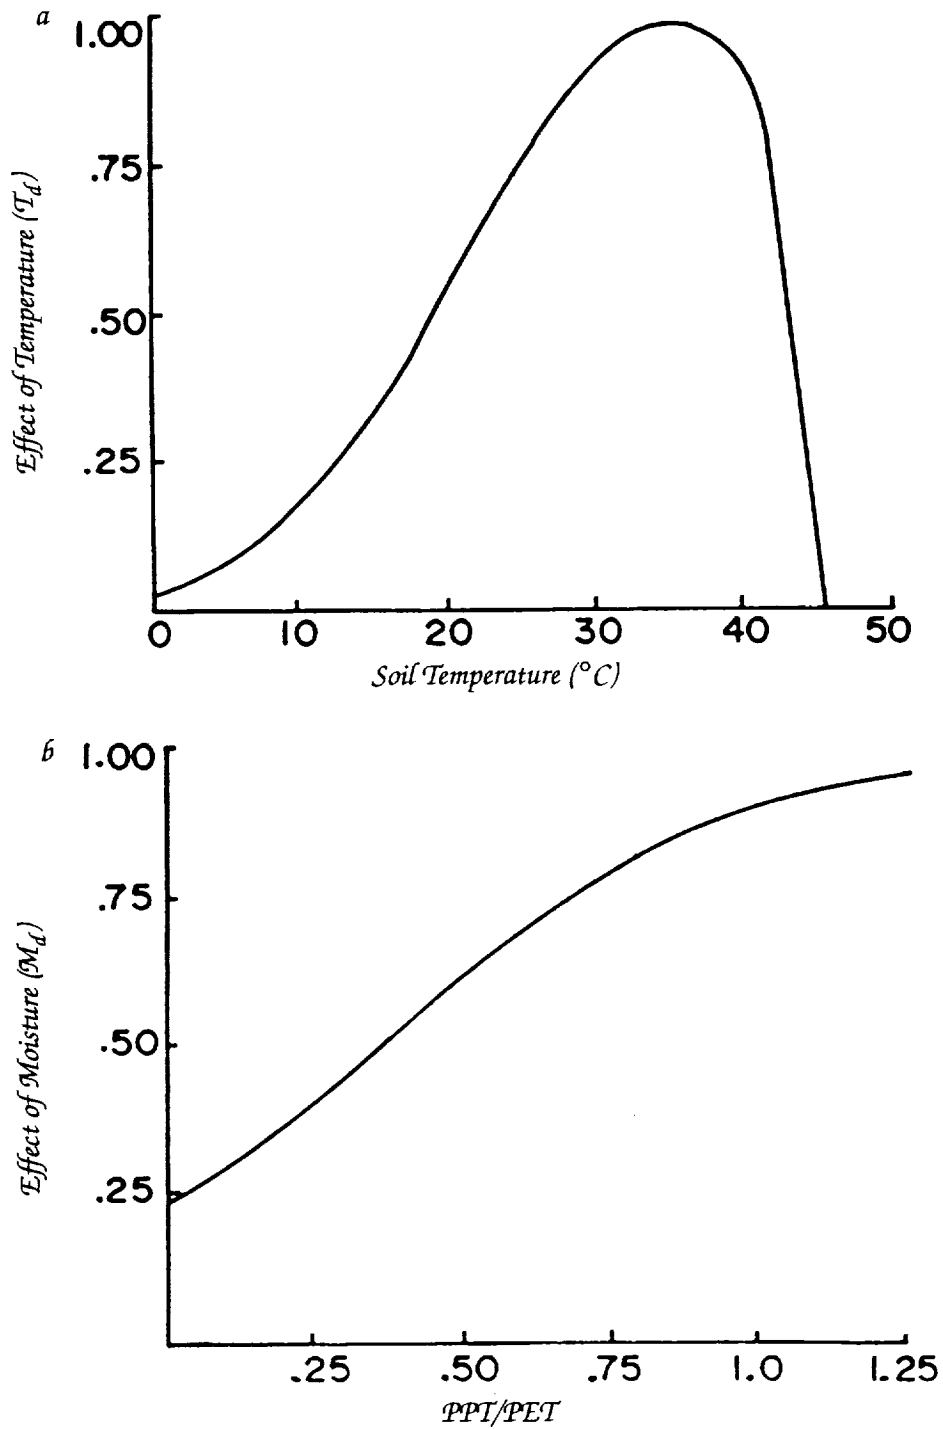 a
1.00
.75
.50
.25
Effect of Temperature (T_d)
0 10 20 30 40 50
Soil Temperature (°C)
b
1.00
.75
.50
.25
Effect of Moisture (M_d)
.25 .50 .75 1.0 1.25
PPT/PET